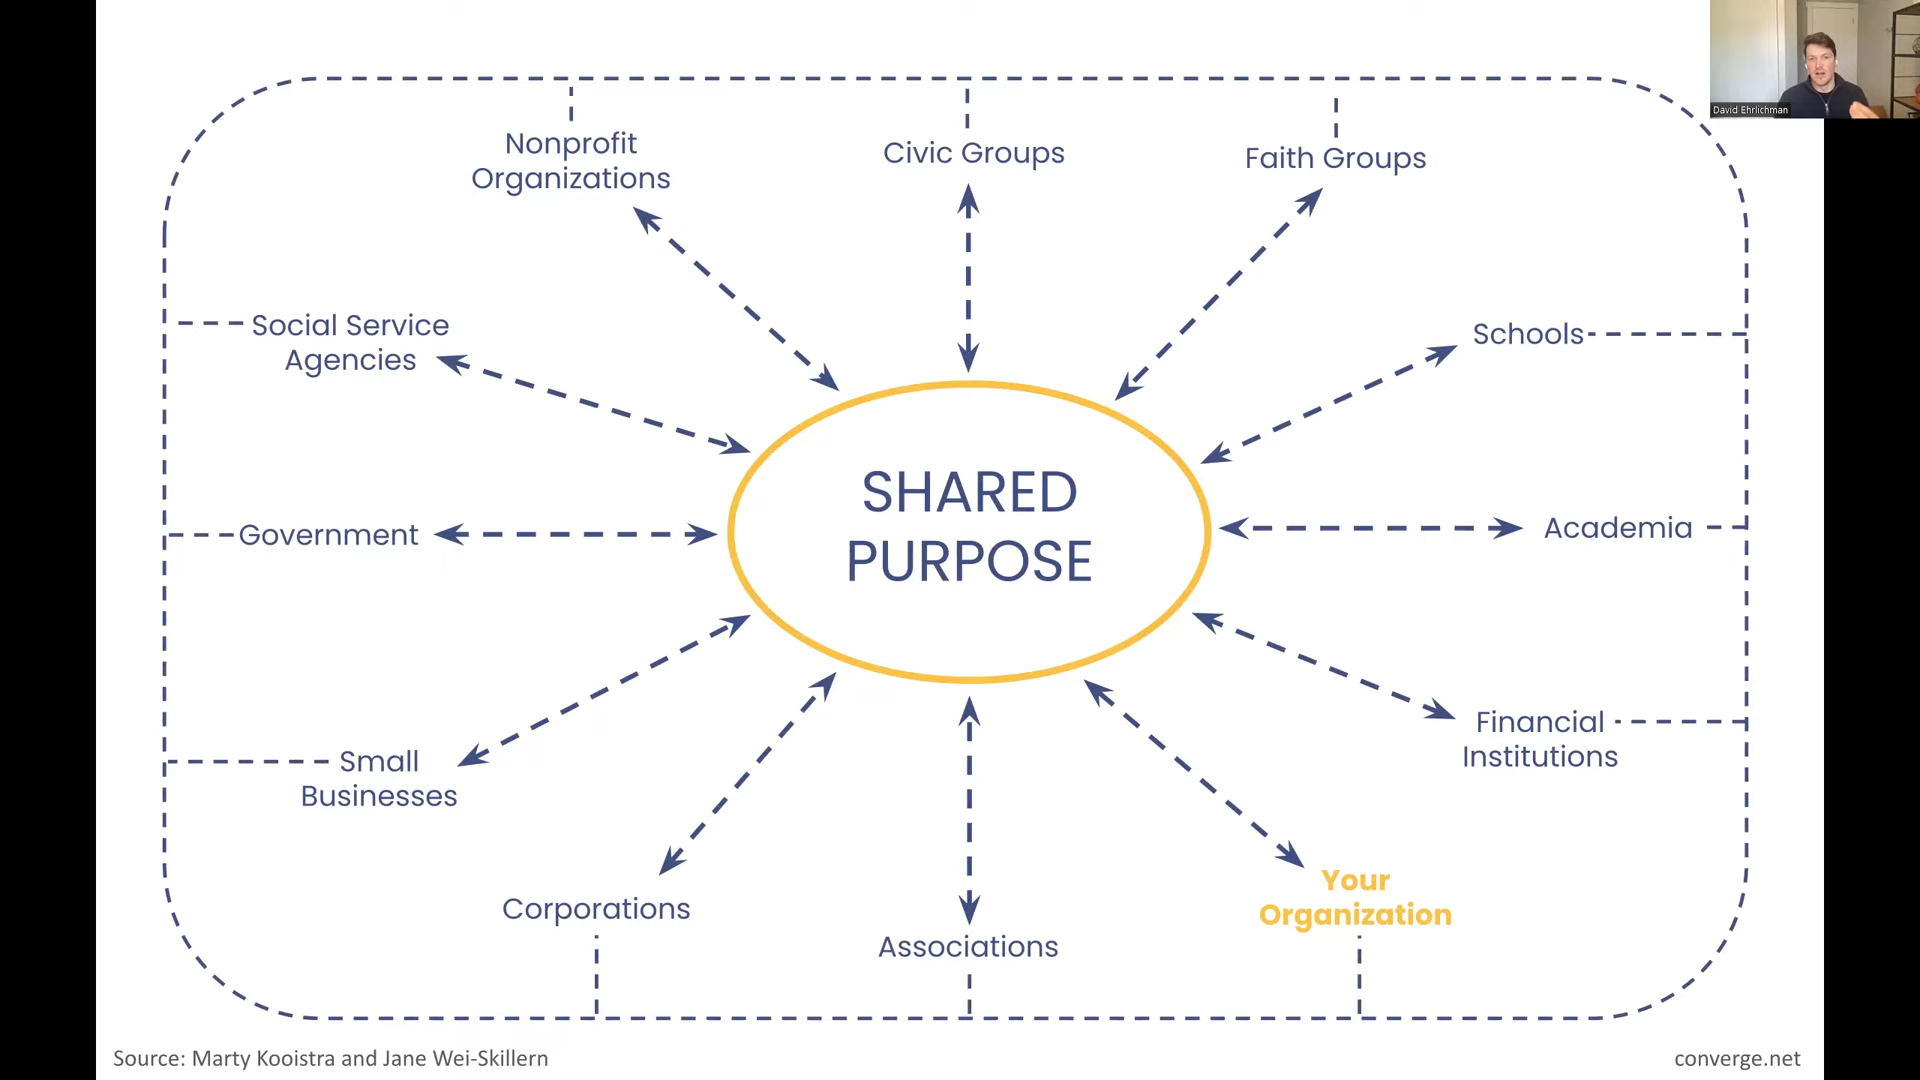 David Ehrlichman
Nonprofit
Organizations
Civic Groups
Faith Groups
Social Service
Agencies
Schools
SHARED
PURPOSE
Government
Academia
Small
Businesses
Financial
Institutions
Corporations
Associations
Your
Organization
Source: Marty Kooistra and Jane Wei-Skillern
converge.net